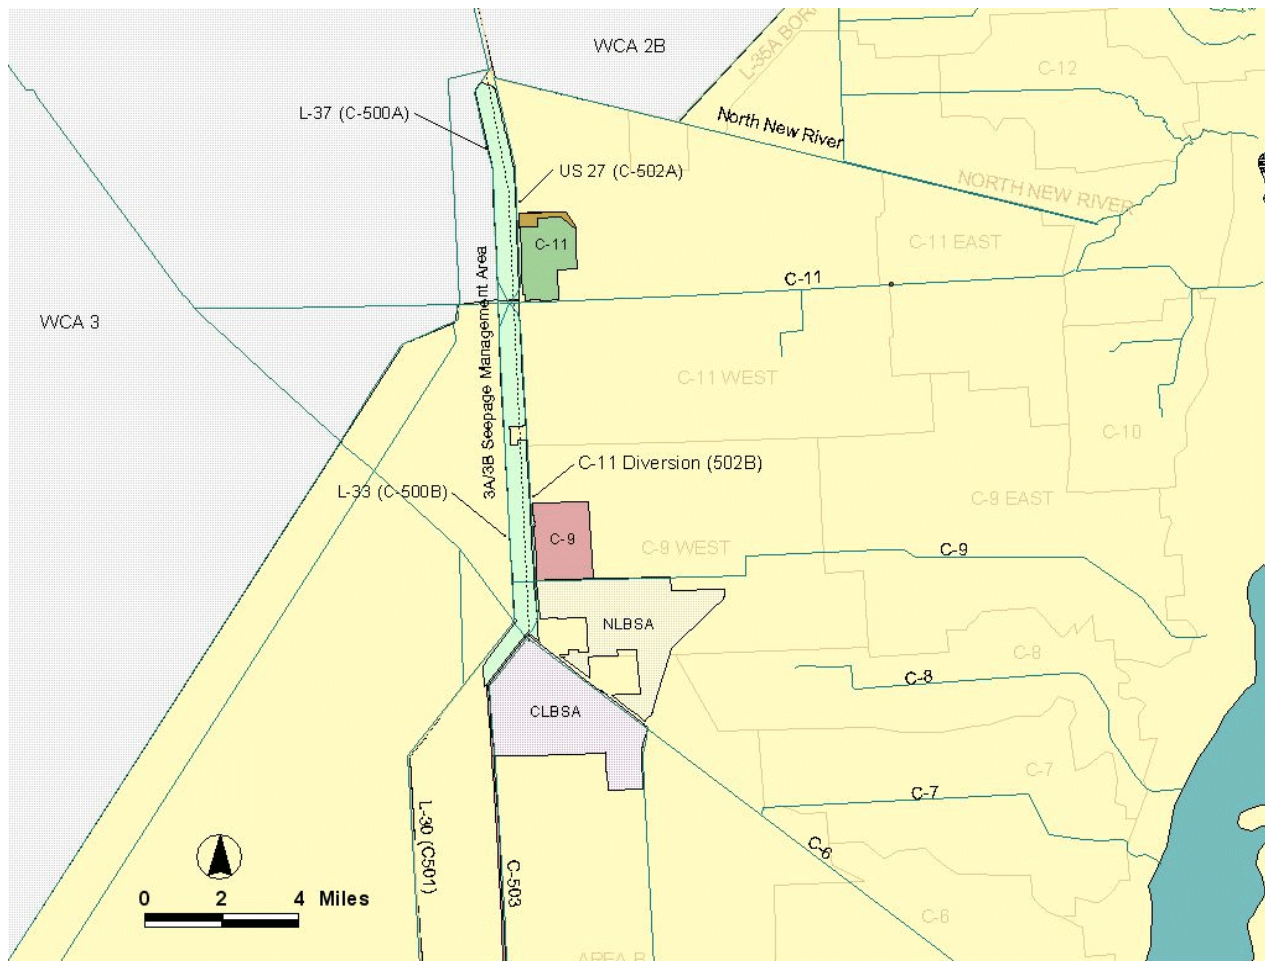 WCA 2B
L-35A BOR
C-12
L-37 (C-500A)
North New River
US 27 (C-502A)
NORTH NEW RIVER
C-11
C-11 EAST
C-11
3A/3B Seepage Management Area
WCA 3
C-11 WEST
C-10
C-11 Diversion (502B)
L-33 (C-500B)
C-9 EAST
C-9
C-9 WEST
C-9
NLBSA
C-8
C-8
CLBSA
C-7
C-7
L-30 (C501)
C-503
C-6
0 2 4 Miles
C-6
AREA B